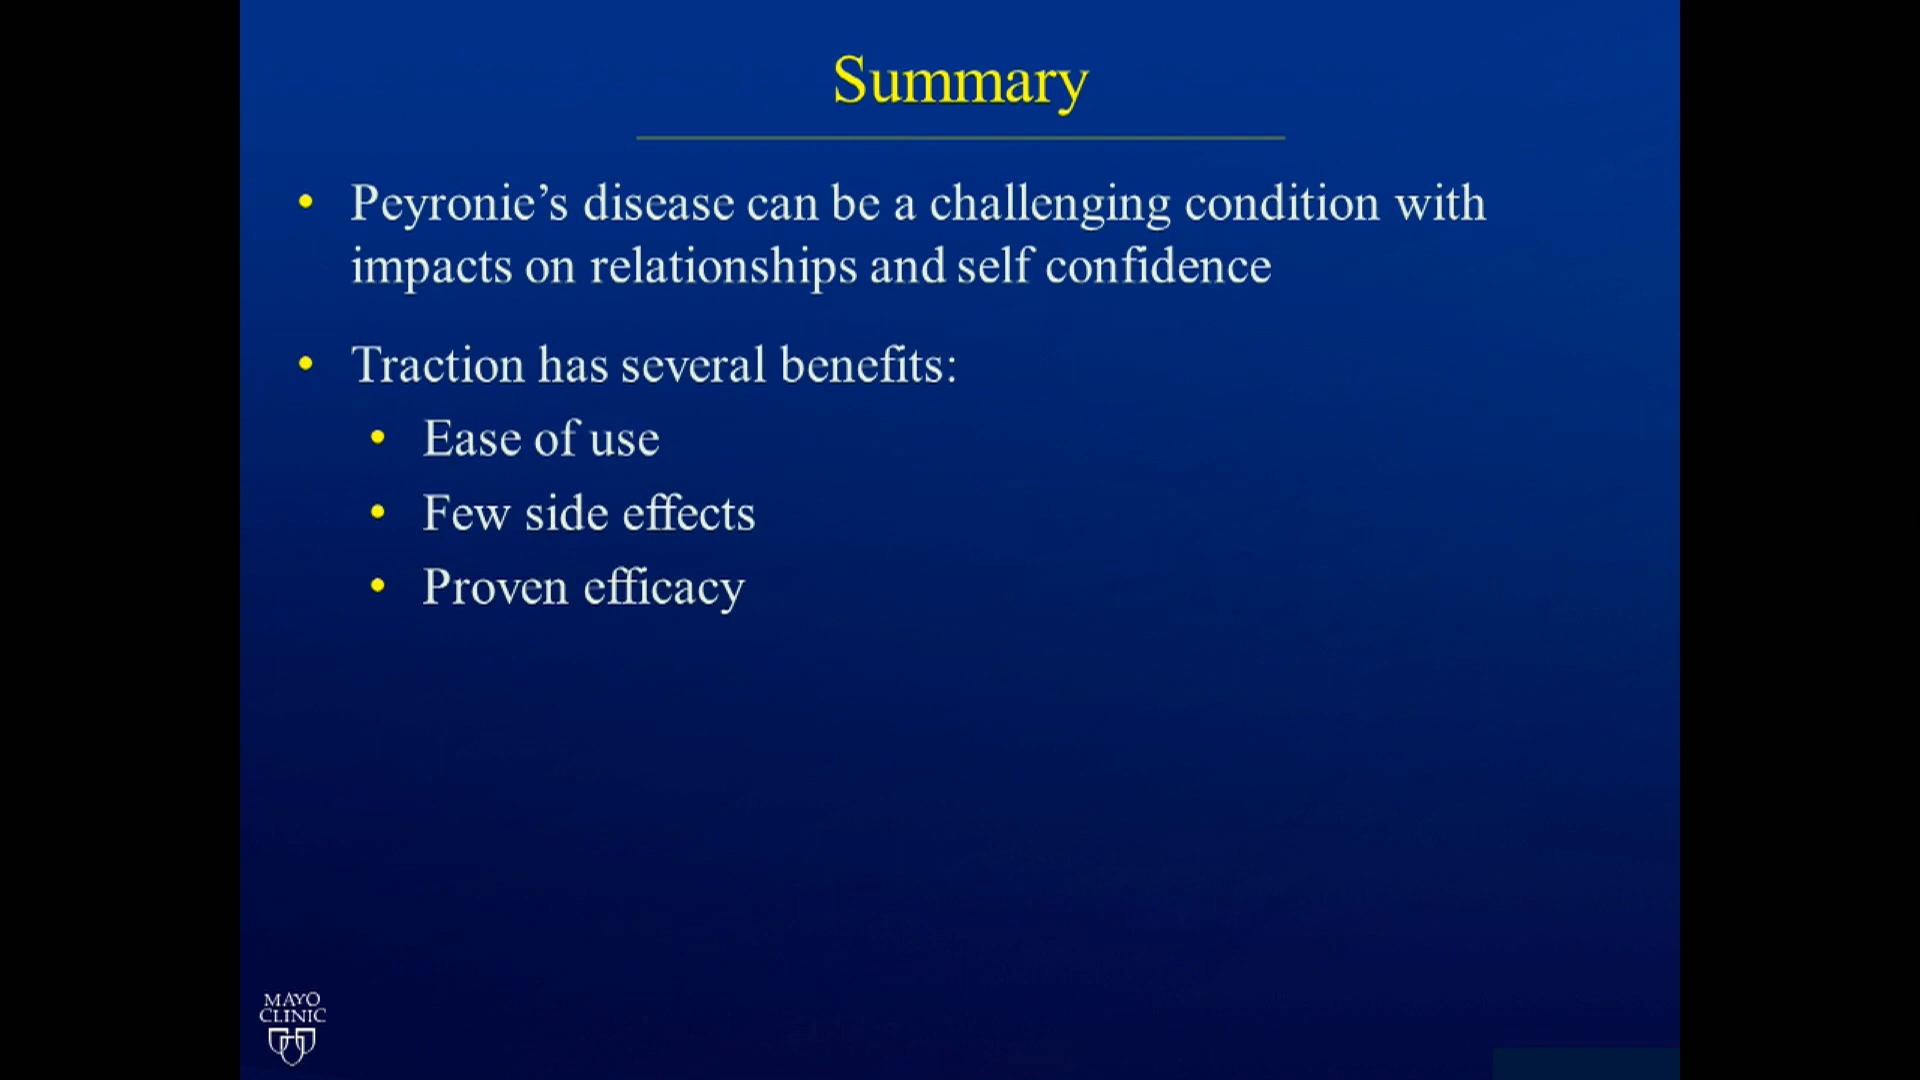 Summary
• Peyronie’s disease can be a challenging condition with
impacts on relationships and self confidence
• Traction has several benefits:
• Ease of use
• Few side effects
• Proven efficacy
MAYO
CLINIC